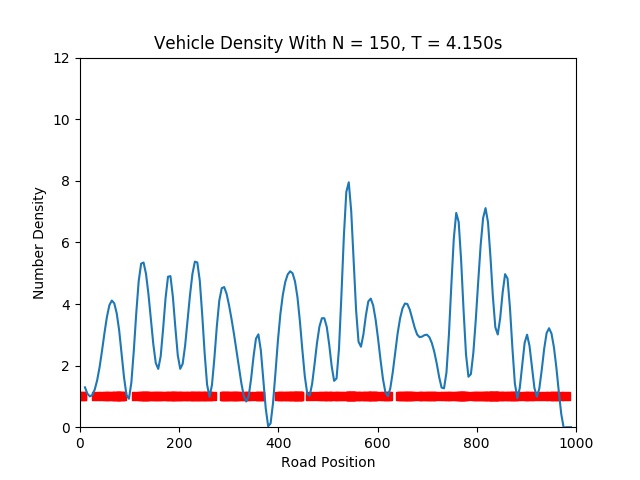 Vehicle Density With N = 150, T = 4.150s
12
10
8
6
4
2
0
Number Density
0 200 400 600 800 1000
Road Position